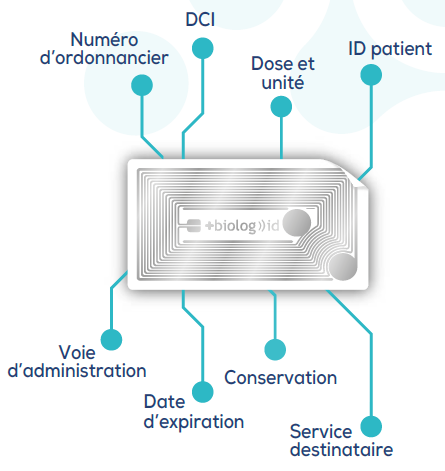 DCI
Numéro
d'ordonnancier
Dose et
unité
ID patient
+biolog))id
Voie
d'administration
Date
d'expiration
Conservation
Service
destinataire